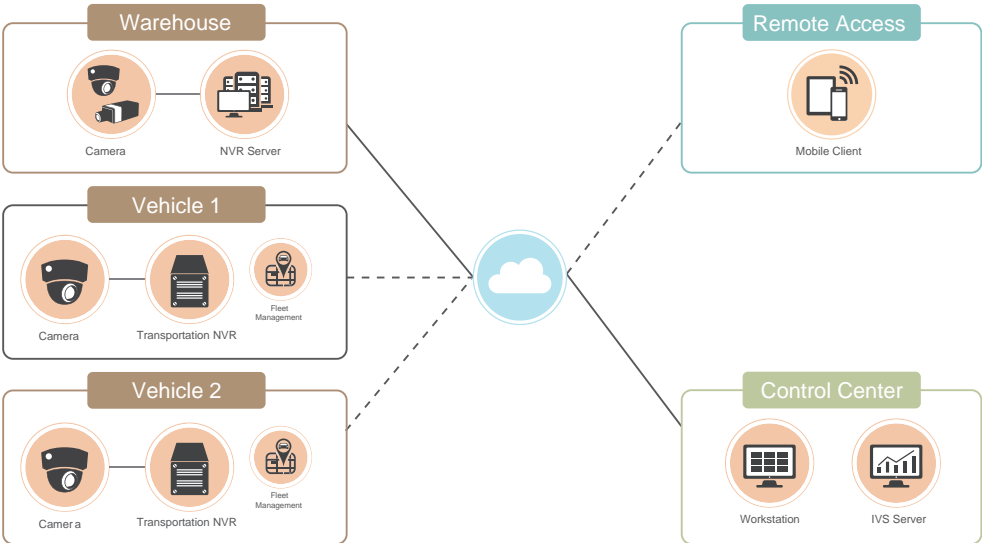 Warehouse
Camera
NVR Server
Vehicle 1
Camera
Transportation NVR
Fleet
Management
Vehicle 2
Camera
Transportation NVR
Fleet
Management
Remote Access
Mobile Client
Control Center
Workstation
IVS Server